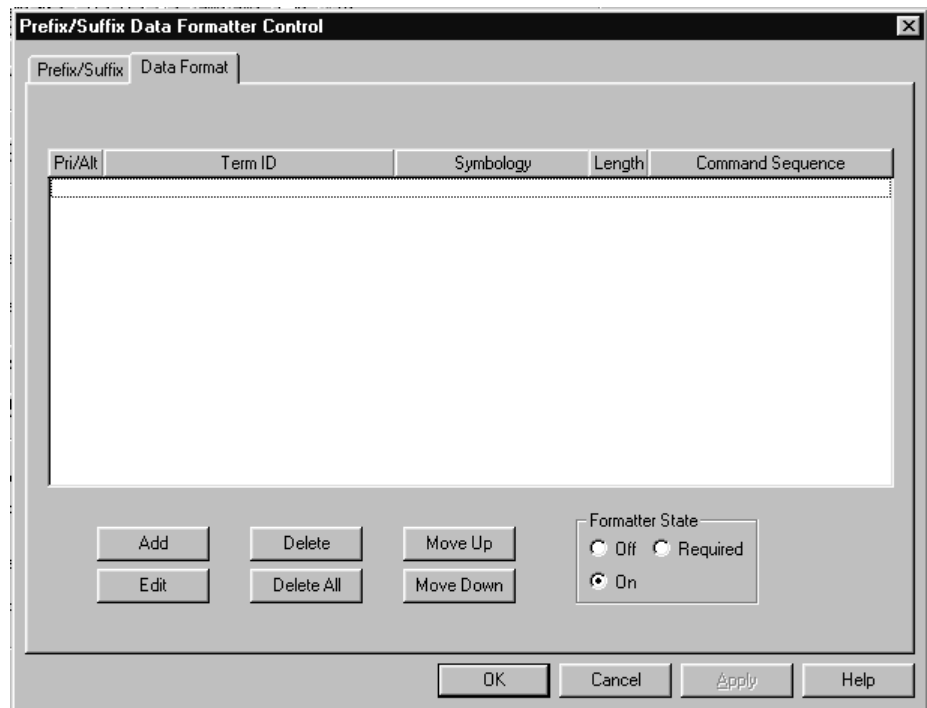 Prefix/Suffix Data Formatter Control
Prefix/Suffix Data Format
Pri/Alt Term ID Symbology Length Command Sequence
Add Delete Move Up
Edit Delete All Move Down
Formatter State
Off Required
On
OK Cancel Apply Help